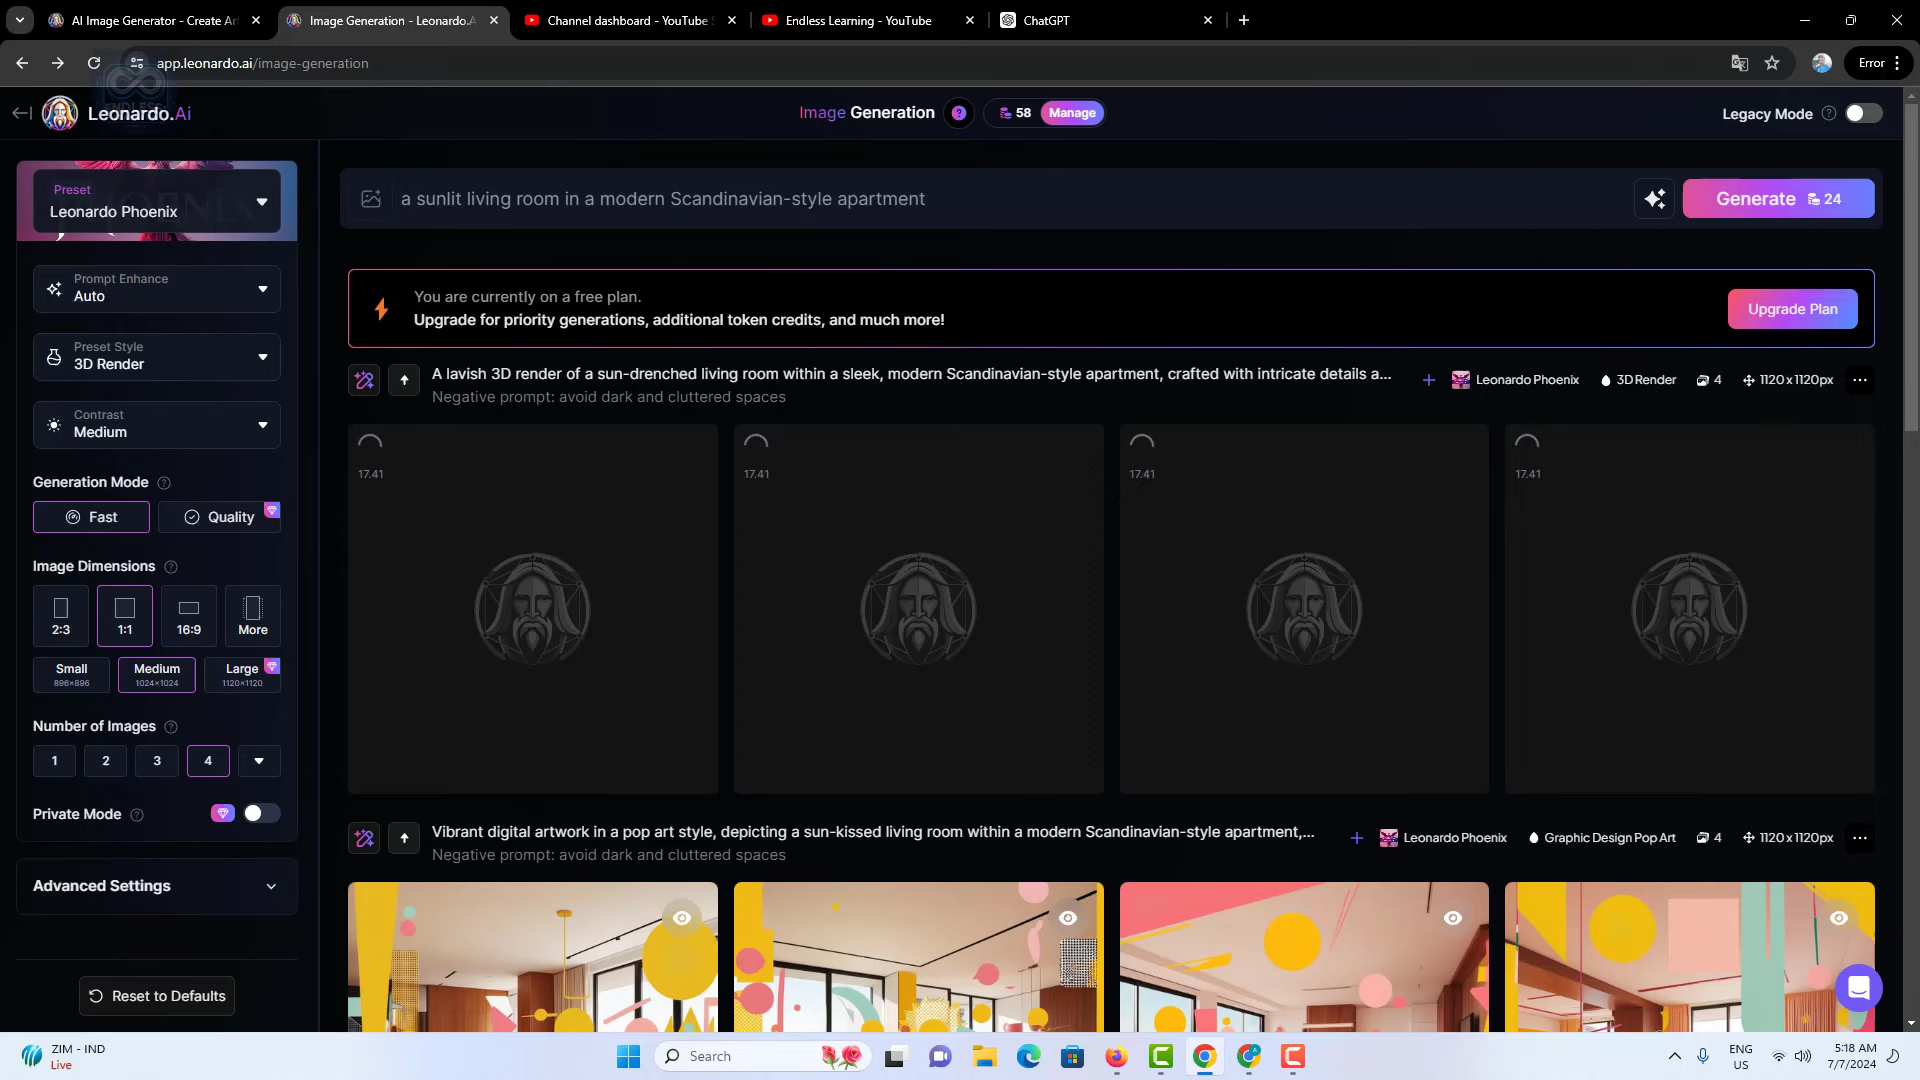 AI Image Generator - Create Ar
Image Generation - Leonardo.A
Channel dashboard - YouTube S
Endless Learning - YouTube
ChatGPT
app.leonardo.ai/image-generation
Error
Leonardo.Ai
Image Generation
?
58
Manage
Legacy Mode
Preset
Leonardo Phoenix
a sunlit living room in a modern Scandinavian-style apartment
Generate 24
Prompt Enhance
Auto
You are currently on a free plan.
Upgrade for priority generations, additional token credits, and much more!
Upgrade Plan
Preset Style
3D Render
A lavish 3D render of a sun-drenched living room within a sleek, modern Scandinavian-style apartment, crafted with intricate details a...
Negative prompt: avoid dark and cluttered spaces
Leonardo Phoenix
3D Render
4
1120 x 1120px
Contrast
Medium
17.41
17.41
17.41
17.41
Generation Mode
Fast
Quality
Image Dimensions
2:3
1:1
16:9
More
Small
896×896
Medium
1024×1024
Large
1120×1120
Number of Images
1
2
3
4
Private Mode
Vibrant digital artwork in a pop art style, depicting a sun-kissed living room within a modern Scandinavian-style apartment,...
Negative prompt: avoid dark and cluttered spaces
Leonardo Phoenix
Graphic Design Pop Art
4
1120 x 1120px
Advanced Settings
Reset to Defaults
ZIM - IND
Live
Search
ENG
US
5:18 AM
7/7/2024